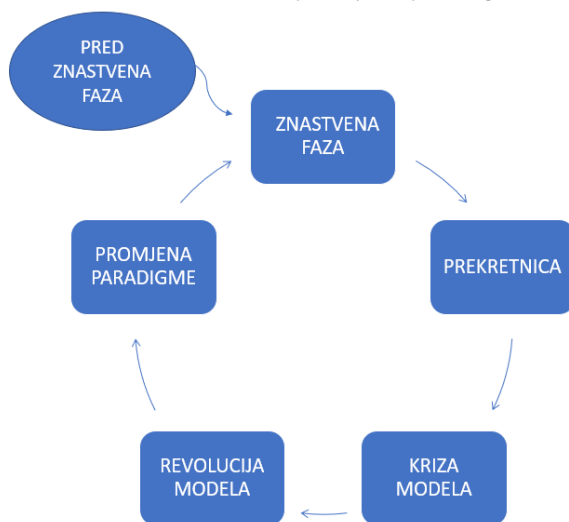 PRED
ZNASTVENA
FAZA
ZNASTVENA
FAZA
PREKRETNICA
KRIZA
MODELA
REVOLUCIJA
MODELA
PROMJENA
PARADIGME